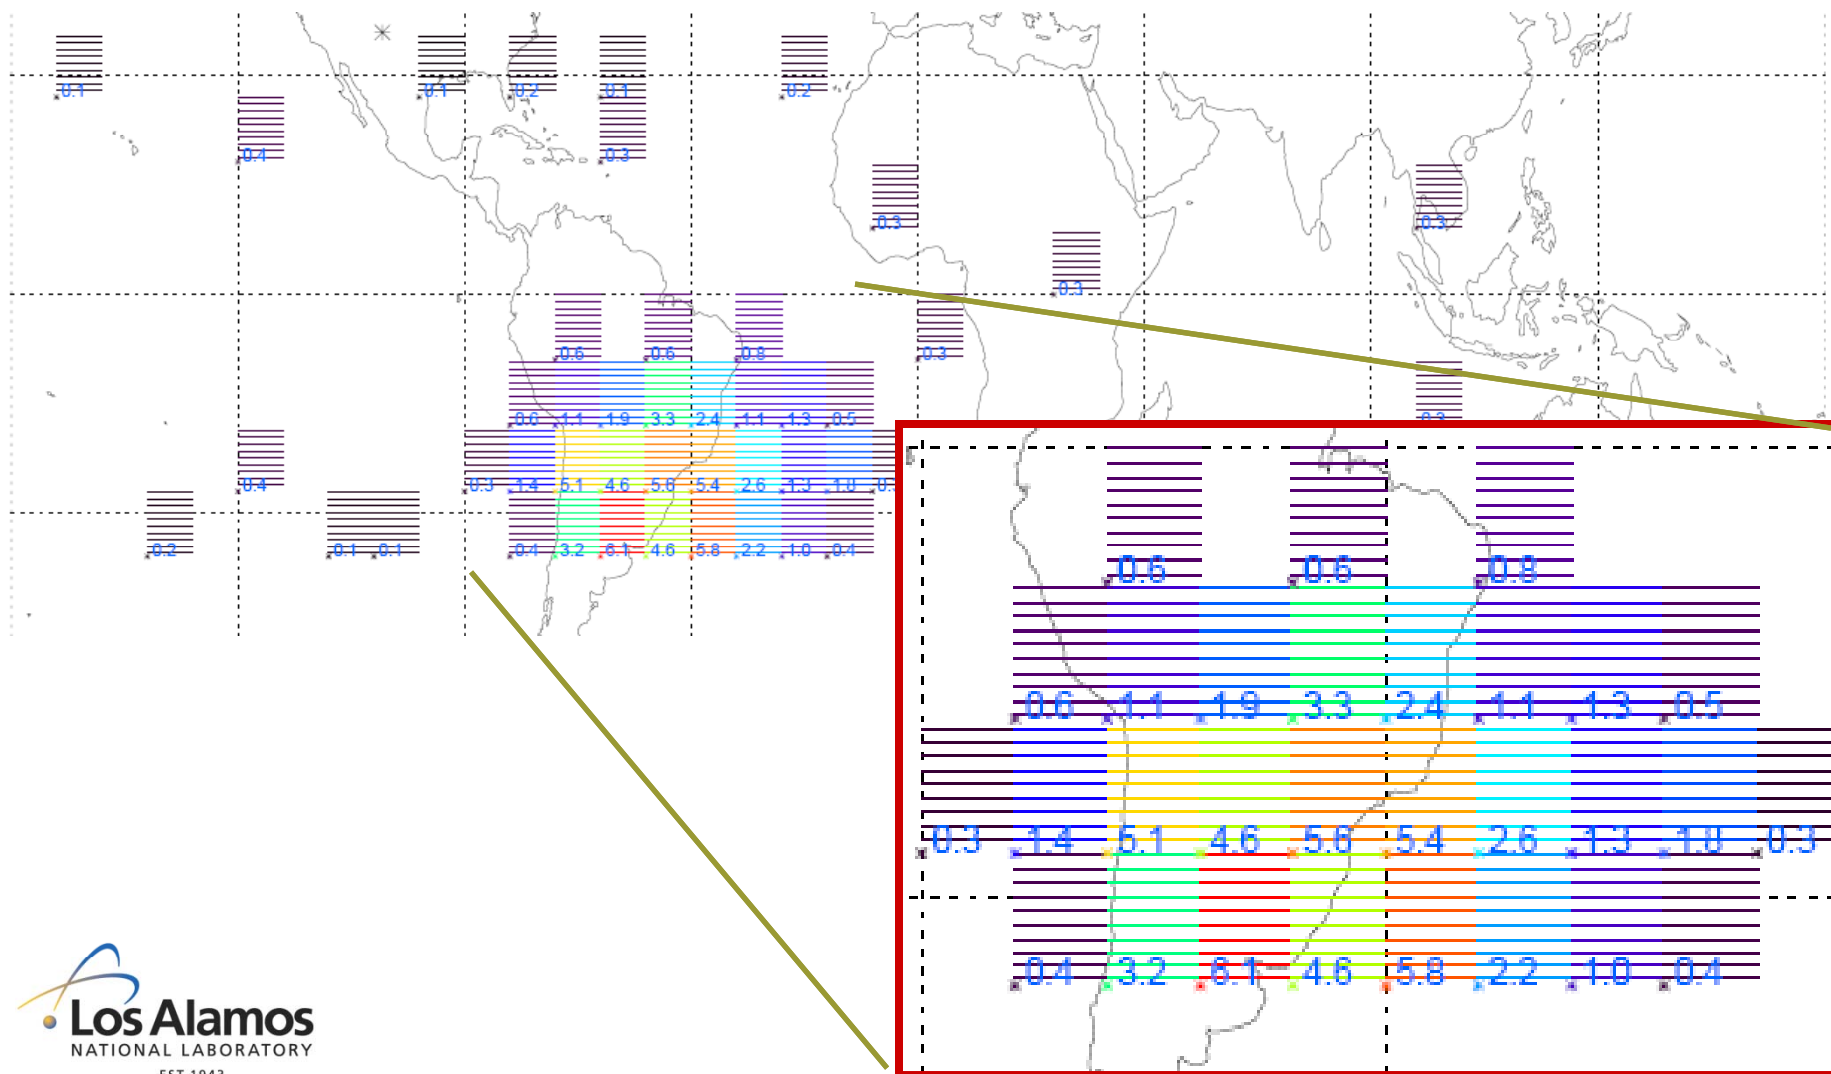 0.1 0.1 0.2 0.1 0.2
0.4 0.3
0.3 0.3
0.3
0.6 0.6 0.8 0.3
0.6 1.1 1.9 3.3 2.4 1.1 1.3 0.5
0.4 0.3 1.4 5.1 4.6 5.6 5.4 2.6 1.3 1.8
0.2 0.1 0.1 0.4 3.2 6.1 4.6 5.8 2.2 1.0 0.4
0.6 0.6 0.8
0.6 1.1 1.9 3.3 2.4 1.1 1.3 0.5
0.3 1.4 5.1 4.6 5.6 5.4 2.6 1.3 1.8 0.3
0.4 3.2 6.1 4.6 5.8 2.2 1.0 0.4
Los Alamos
NATIONAL LABORATORY